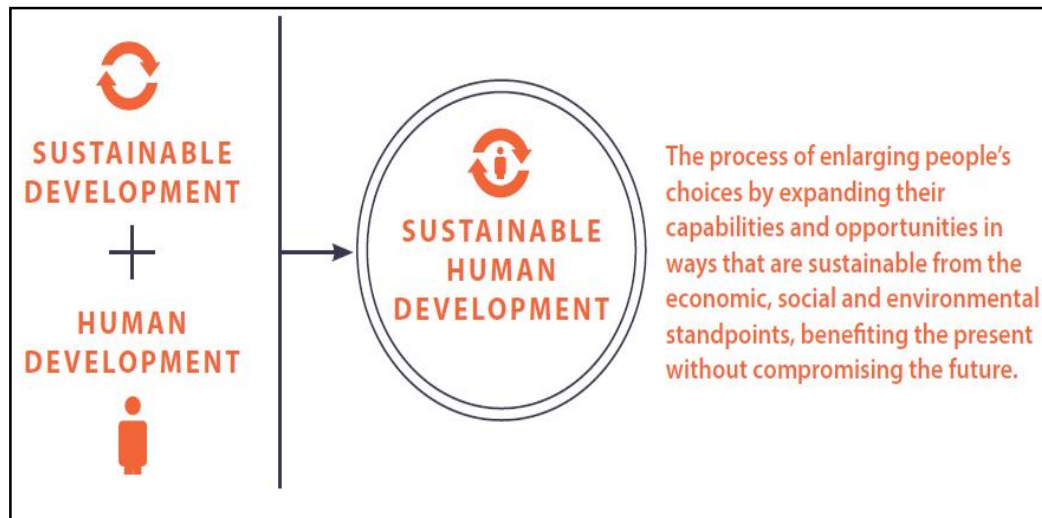 SUSTAINABLE
DEVELOPMENT
HUMAN
DEVELOPMENT
SUSTAINABLE
HUMAN
DEVELOPMENT
The process of enlarging people’s
choices by expanding their
capabilities and opportunities in
ways that are sustainable from the
economic, social and environmental
standpoints, benefiting the present
without compromising the future.